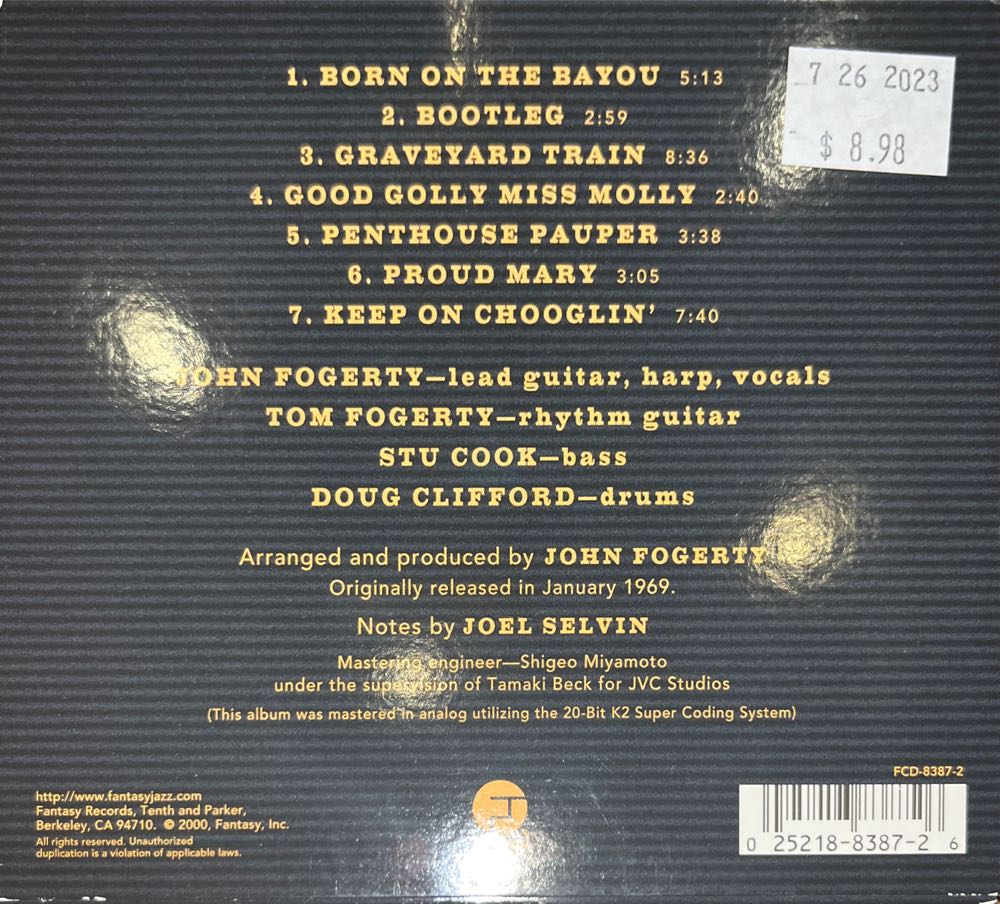 1. BORN ON THE BAYOU 5:13
2. BOOTLEG 2:59
3. GRAVEYARD TRAIN 8:36
4. GOOD GOLLY MISS MOLLY 2:40
5. PENTHOUSE PAUPER 3:38
6. PROUD MARY 3:05
7. KEEP ON CHOOGLIN' 7:40
7 26 2023
$ 8.98
JOHN FOGERTY—lead guitar, harp, vocals
TOM FOGERTY—rhythm guitar
STU COOK—bass
DOUG CLIFFORD—drums
Arranged and produced by JOHN FOGERTY
Originally released in January 1969.
Notes by JOEL SELVIN
Mastering engineer—Shigeo Miyamoto
under the supervision of Tamaki Beck for JVC Studios
(This album was mastered in analog utilizing the 20-Bit K2 Super Coding System)
http://www.fantasyjazz.com
Fantasy Records, Tenth and Parker,
Berkeley, CA 94710. © 2000, Fantasy, Inc.
All rights reserved. Unauthorized
duplication is a violation of applicable laws.
FCD-8387-2
0 25218-8387-2 6